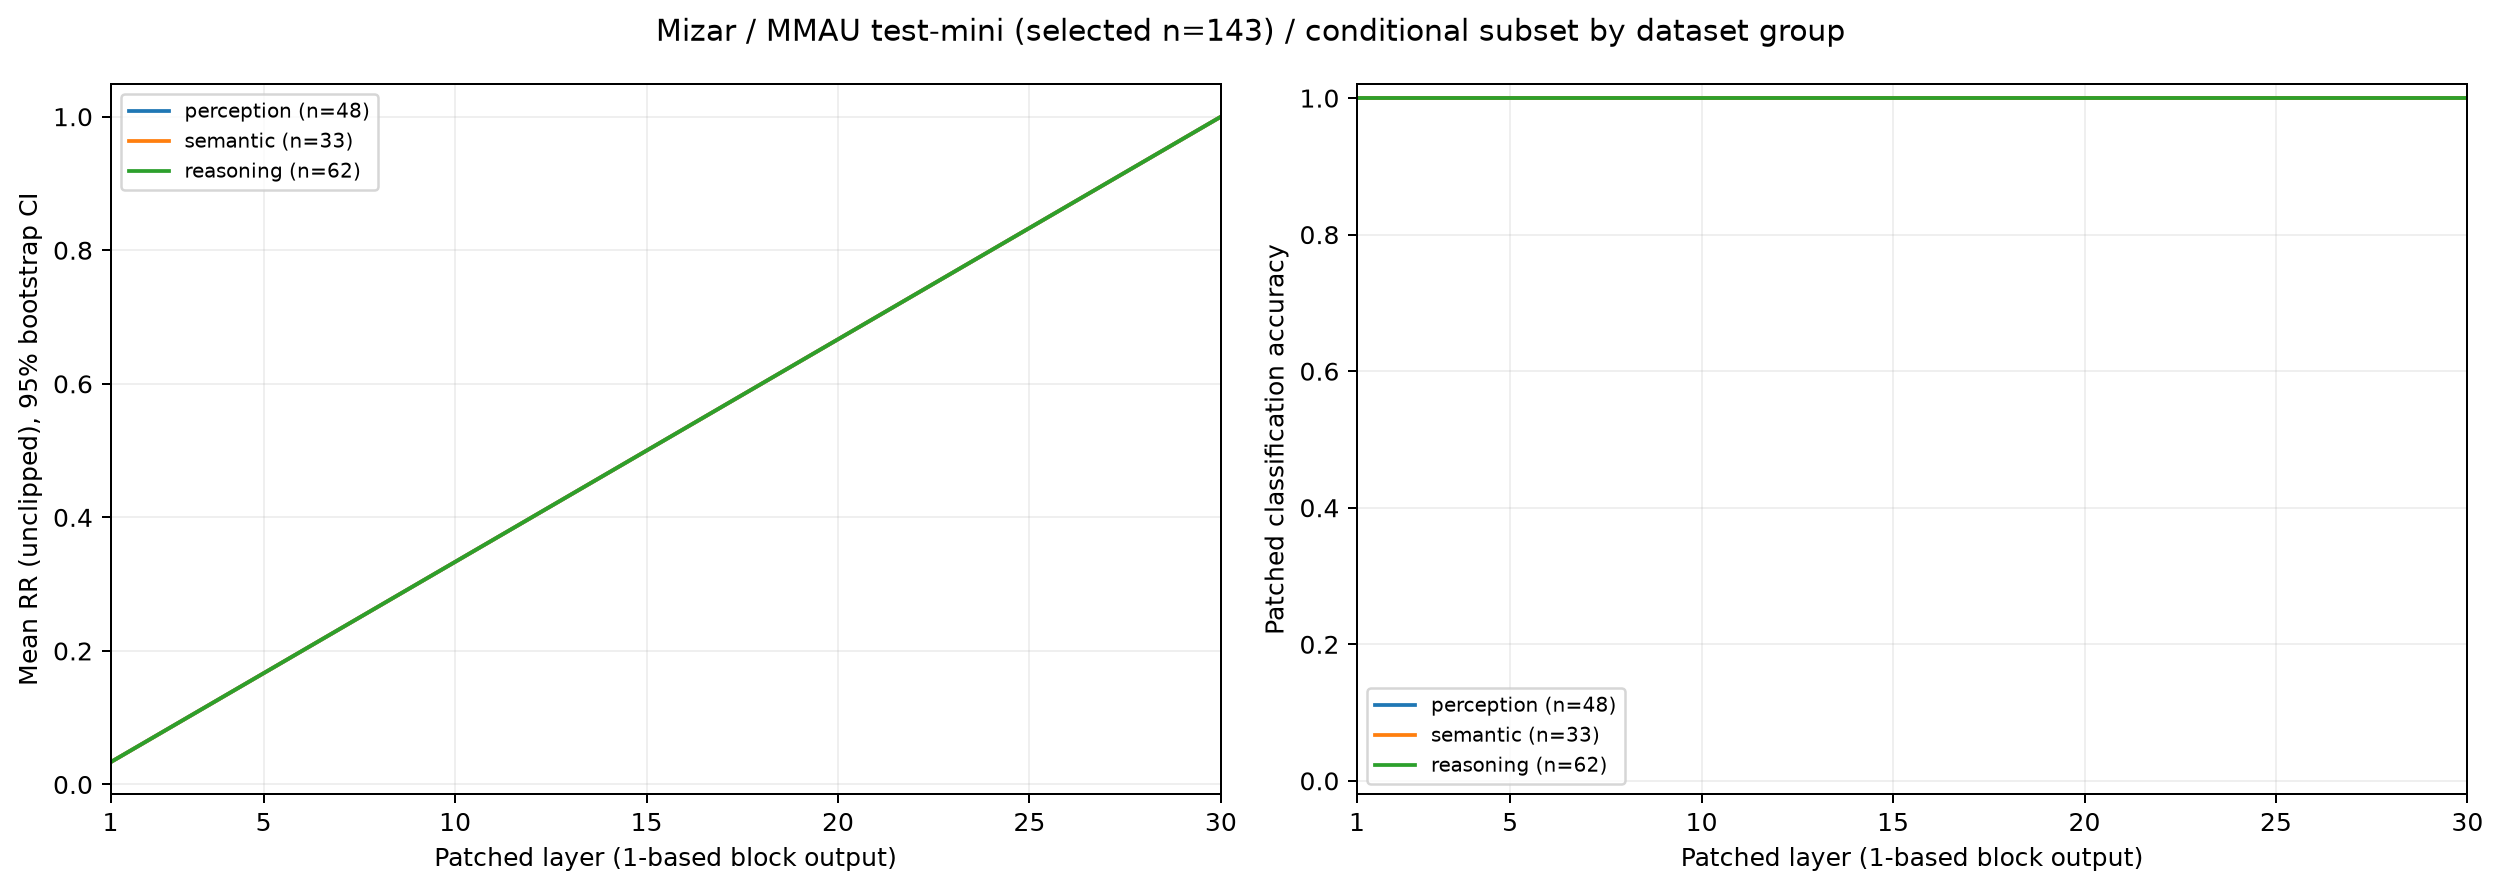 Mizar / MMAU test-mini (selected n=143) / conditional subset by dataset group
Mean RR (unclipped), 95% bootstrap CI
1.0
0.8
0.6
0.4
0.2
0.0
perception (n=48)
semantic (n=33)
reasoning (n=62)
1 5 10 15 20 25 30
Patched layer (1-based block output)
Patched classification accuracy
1.0
0.8
0.6
0.4
0.2
0.0
perception (n=48)
semantic (n=33)
reasoning (n=62)
1 5 10 15 20 25 30
Patched layer (1-based block output)